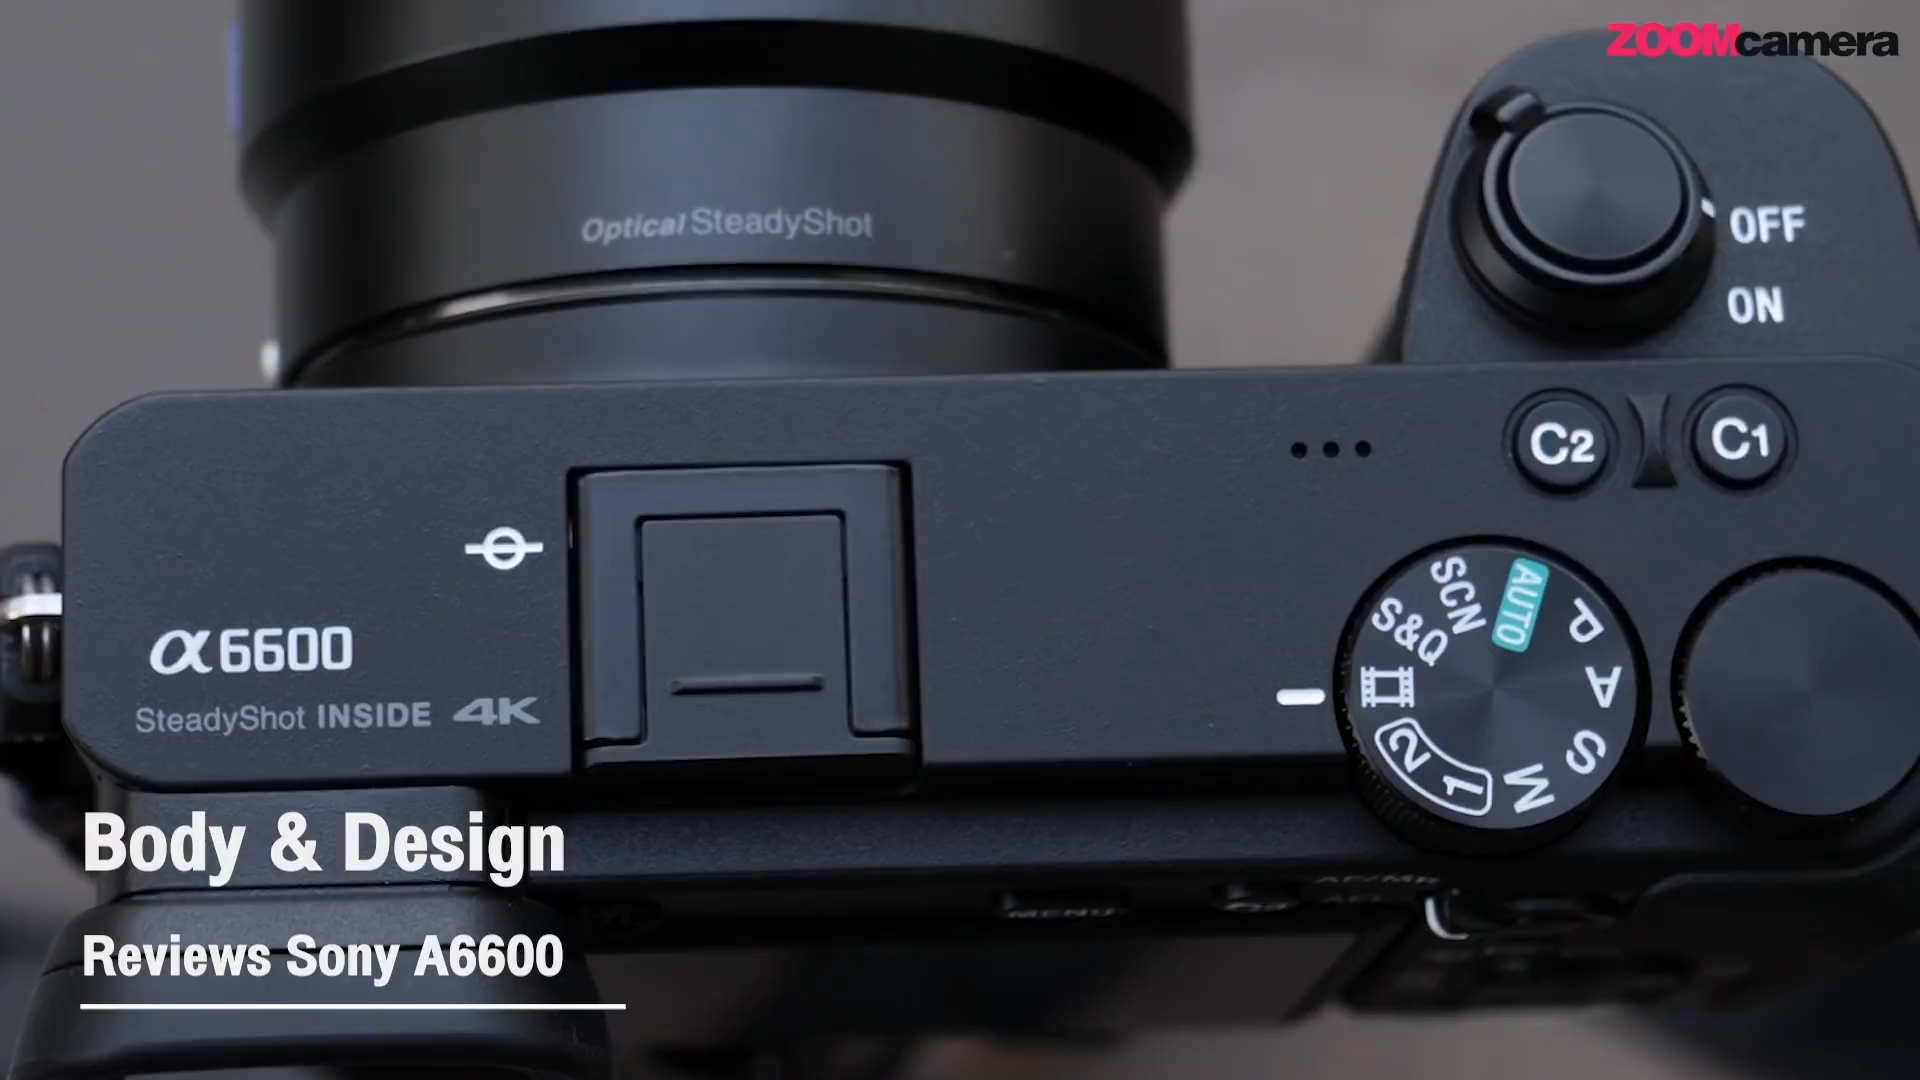 ZOOMcamera
Optical SteadyShot
OFF
ON
C2
C1
α6600
SteadyShot INSIDE 4K
AUTO
SCN
S&Q
P
A
S
M
1
2
MENU
Body & Design
Reviews Sony A6600